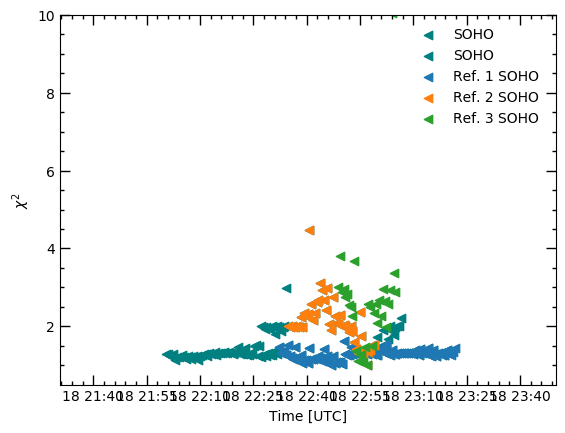 10
8
6
4
2
χ²
SOHO
SOHO
Ref. 1 SOHO
Ref. 2 SOHO
Ref. 3 SOHO
18 21:40 18 21:55 18 22:10 18 22:25 18 22:40 18 22:55 18 23:10 18 23:25 18 23:40
Time [UTC]